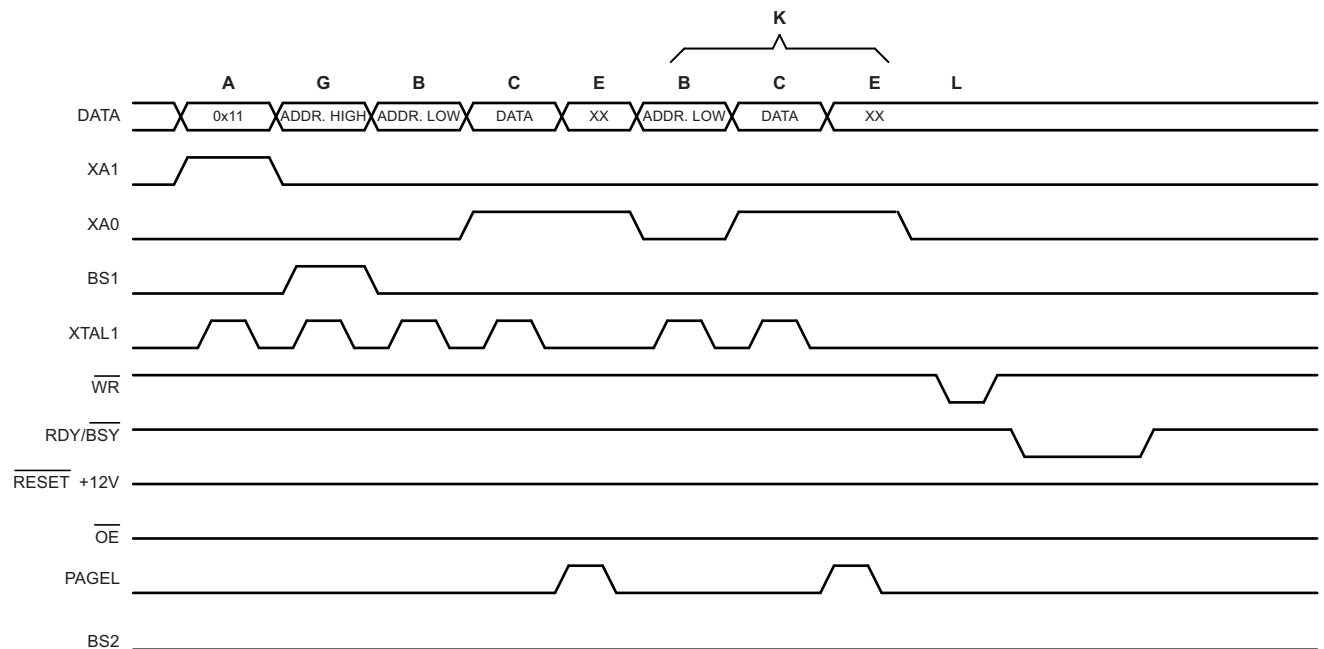 K
A G B C E B C E L
DATA 0x11 ADDR. HIGH ADDR. LOW DATA XX ADDR. LOW DATA XX
XA1
XA0
BS1
XTAL1
WR
RDY/BSY
RESET +12V
OE
PAGEL
BS2